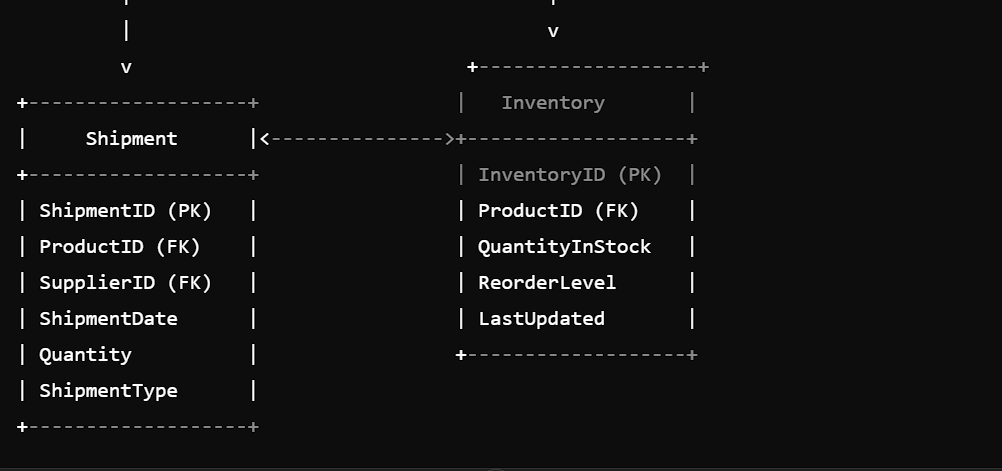 v
         |
         v                             +-------------------+
+-------------------+                 |   Inventory       |
|     Shipment      |<--------------->+-------------------+
+-------------------+                 | InventoryID (PK)  |
| ShipmentID (PK)   |                 | ProductID (FK)    |
| ProductID (FK)    |                 | QuantityInStock   |
| SupplierID (FK)   |                 | ReorderLevel      |
| ShipmentDate      |                 | LastUpdated       |
| Quantity          |                 +-------------------+
| ShipmentType      |
+-------------------+